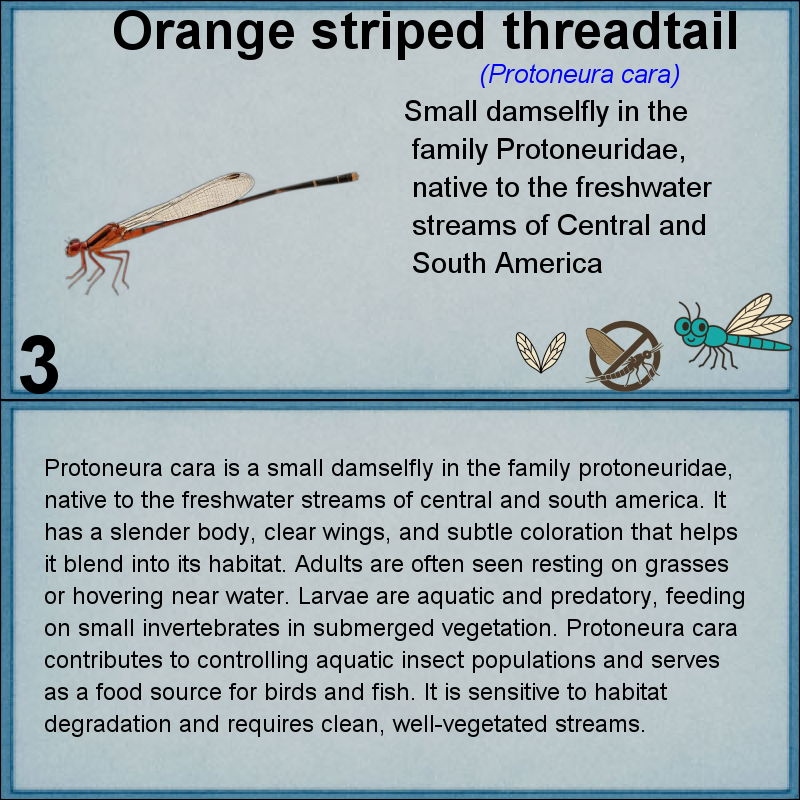 Orange striped threadtail
(Protoneura cara)
Small damselfly in the
family Protoneuridae,
native to the freshwater
streams of Central and
South America
3
Protoneura cara is a small damselfly in the family protoneuridae,
native to the freshwater streams of central and south america. It
has a slender body, clear wings, and subtle coloration that helps
it blend into its habitat. Adults are often seen resting on grasses
or hovering near water. Larvae are aquatic and predatory, feeding
on small invertebrates in submerged vegetation. Protoneura cara
contributes to controlling aquatic insect populations and serves
as a food source for birds and fish. It is sensitive to habitat
degradation and requires clean, well-vegetated streams.